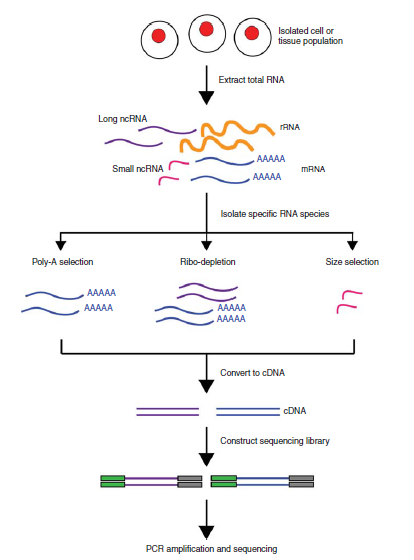 Isolated cell or
tissue population
Extract total RNA
Long ncRNA
rRNA
AAAAA
Small ncRNA
mRNA
AAAAA
Isolate specific RNA species
Poly-A selection
Ribo-depletion
Size selection
AAAAA
AAAAA
AAAAA
AAAAA
Convert to cDNA
cDNA
Construct sequencing library
PCR amplification and sequencing